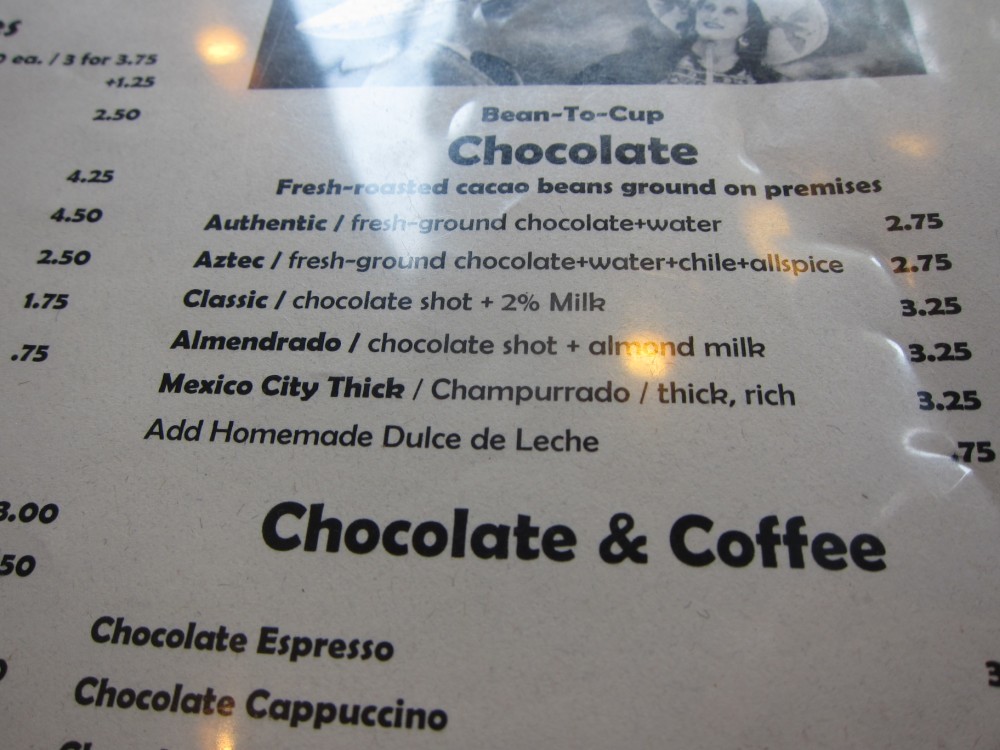 ea. / 3 for 3.75
+1.25
2.50
4.25
4.50
2.50
1.75
.75
3.00
50
Bean-To-Cup
Chocolate
Fresh-roasted cacao beans ground on premises
Authentic / fresh-ground chocolate+water 2.75
Aztec / fresh-ground chocolate+water+chile+allspice 2.75
Classic / chocolate shot + 2% Milk 3.25
Almendrado / chocolate shot + almond milk 3.25
Mexico City Thick / Champurrado / thick, rich 3.25
Add Homemade Dulce de Leche .75
Chocolate & Coffee
Chocolate Espresso 3
Chocolate Cappuccino